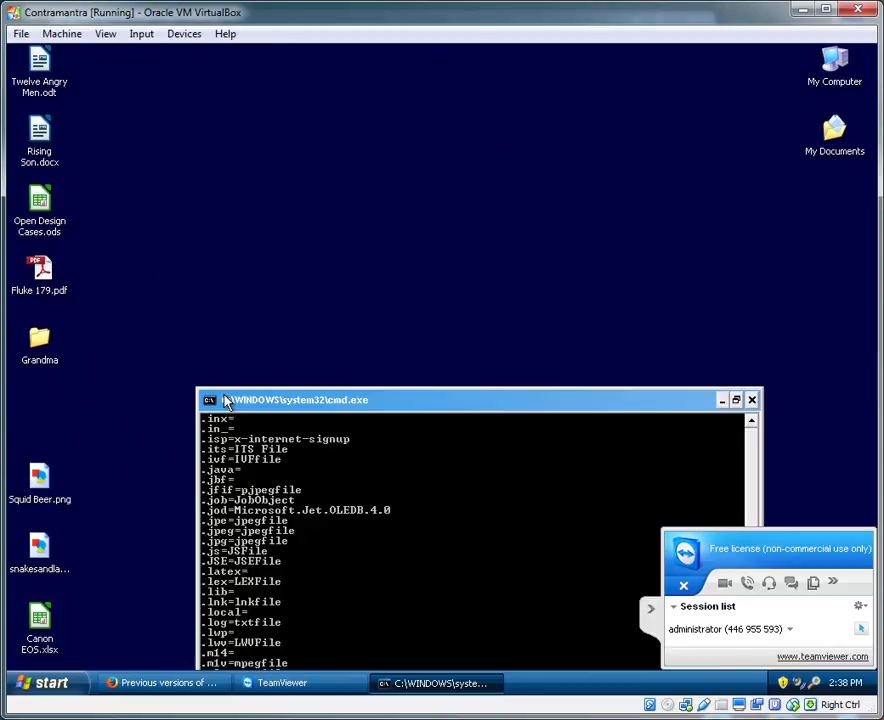 Contramantra [Running] - Oracle VM VirtualBox
File Machine View Input Devices Help
Twelve Angry
Men.odt
My Computer
Rising
Son.docx
My Documents
Open Design
Cases.ods
PDF
Fluke 179.pdf
Grandma
Squid Beer.png
snakesandla...
Canon
EOS.xlsx
C:\ :\WINDOWS\system32\cmd.exe
.inx=
.in_=
.isp=x-internet-signup
.its=ITS File
.ivf=IVFfile
.java=
.jbf=
.jfif=pjpegfile
.job=JobObject
.jod=Microsoft.Jet.OLEDB.4.0
.jpe=jpegfile
.jpeg=jpegfile
.jpg=jpegfile
.js=JSFile
.JSE=JSEFile
.latex=
.lex=LEXFile
.lib=
.lnk=lnkfile
.local=
.log=txtfile
.lwp=
.lwv=LWVFile
.m14=
.m1v=mpegfile
Free license (non-commercial use only)
Session list
administrator (446 955 593)
www.teamviewer.com
start
Previous versions of ...
TeamViewer
C:\ C:\WINDOWS\syste...
2:38 PM
Right Ctrl